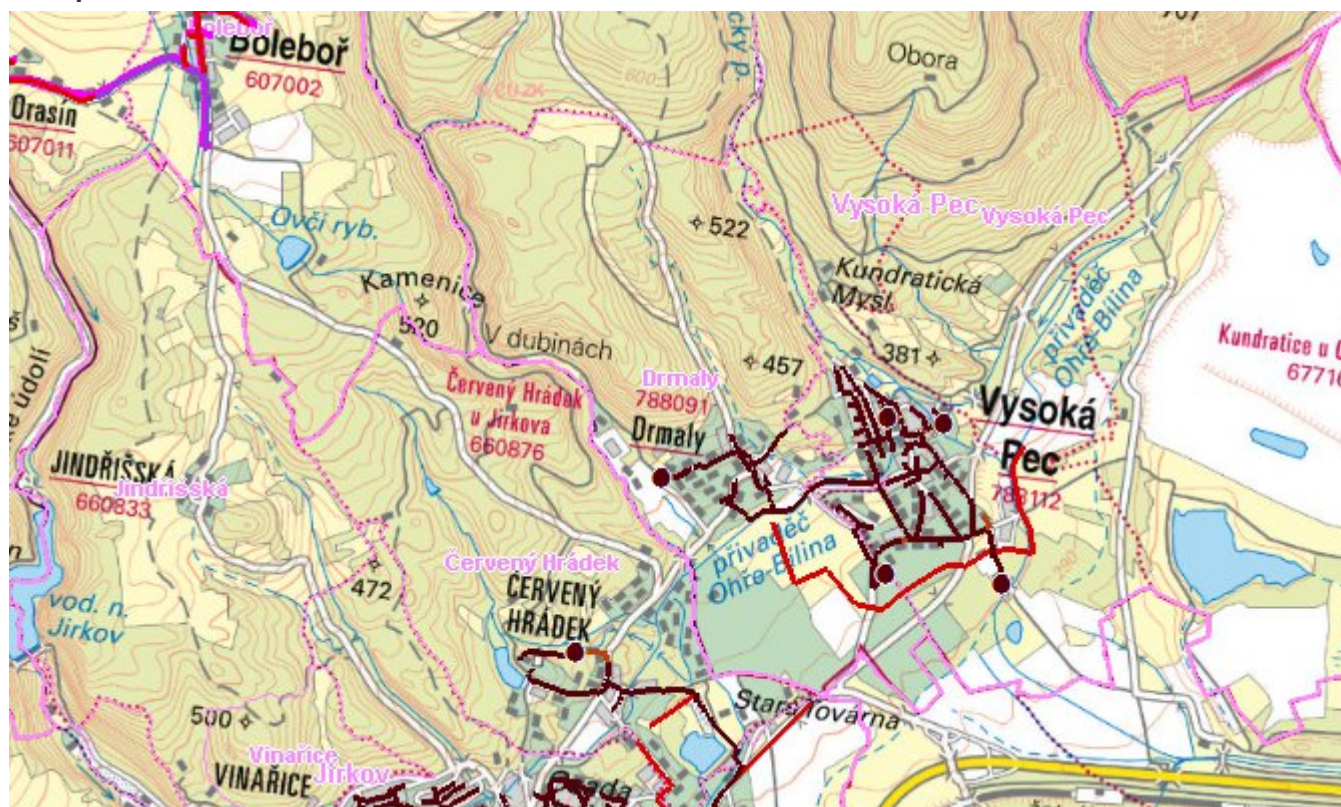 Boleboř
Boleboř
607002
Orasín
607011
Obora
450
Ovčí ryb.
522
Vysoká Pec
Vysoká Pec
Kundratická
Mysl.
Kamenice
520
V dubinách
457
381
přivaděč
Ohře-Bílina
Kundratice u
Červený Hrádek
u Jirkova
660876
Drmaly
788091
Drmaly
Vysoká
Pec
JINDŘIŠSKÁ
Jindřišská
660833
přivaděč
Ohře-Bílina
Červený Hrádek
ČERVENÝ
HRÁDEK
472
vod. n.
Jirkov
500
Stará továrna
Vinařice
VINAŘICE
Jirkov